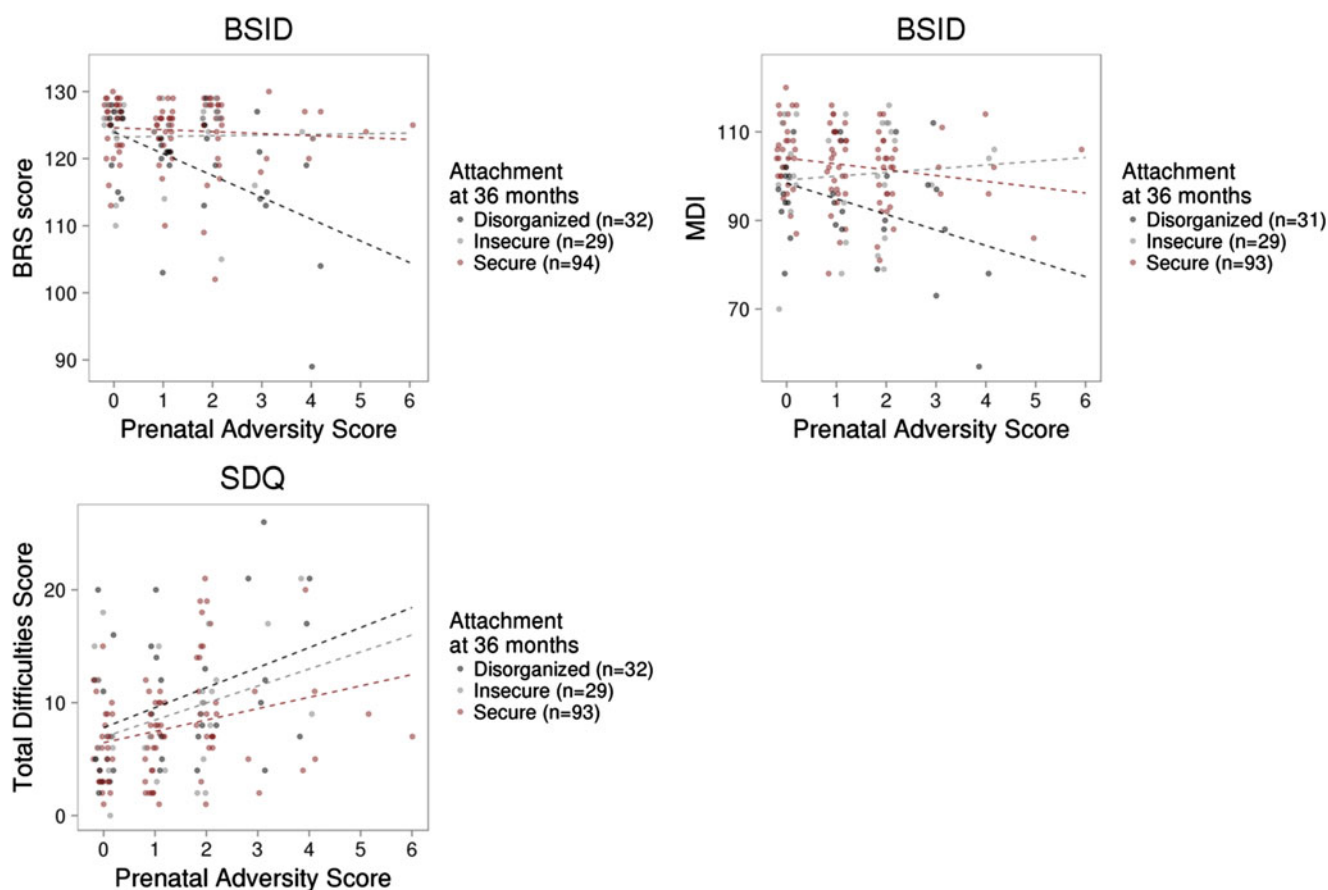 BSID
BRS score
130
120
110
100
90
0 1 2 3 4 5 6
Prenatal Adversity Score
Attachment
at 36 months
Disorganized (n=32)
Insecure (n=29)
Secure (n=94)
BSID
MDI
110
90
70
0 1 2 3 4 5 6
Prenatal Adversity Score
Attachment
at 36 months
Disorganized (n=31)
Insecure (n=29)
Secure (n=93)
SDQ
Total Difficulties Score
20
10
0
0 1 2 3 4 5 6
Prenatal Adversity Score
Attachment
at 36 months
Disorganized (n=32)
Insecure (n=29)
Secure (n=93)